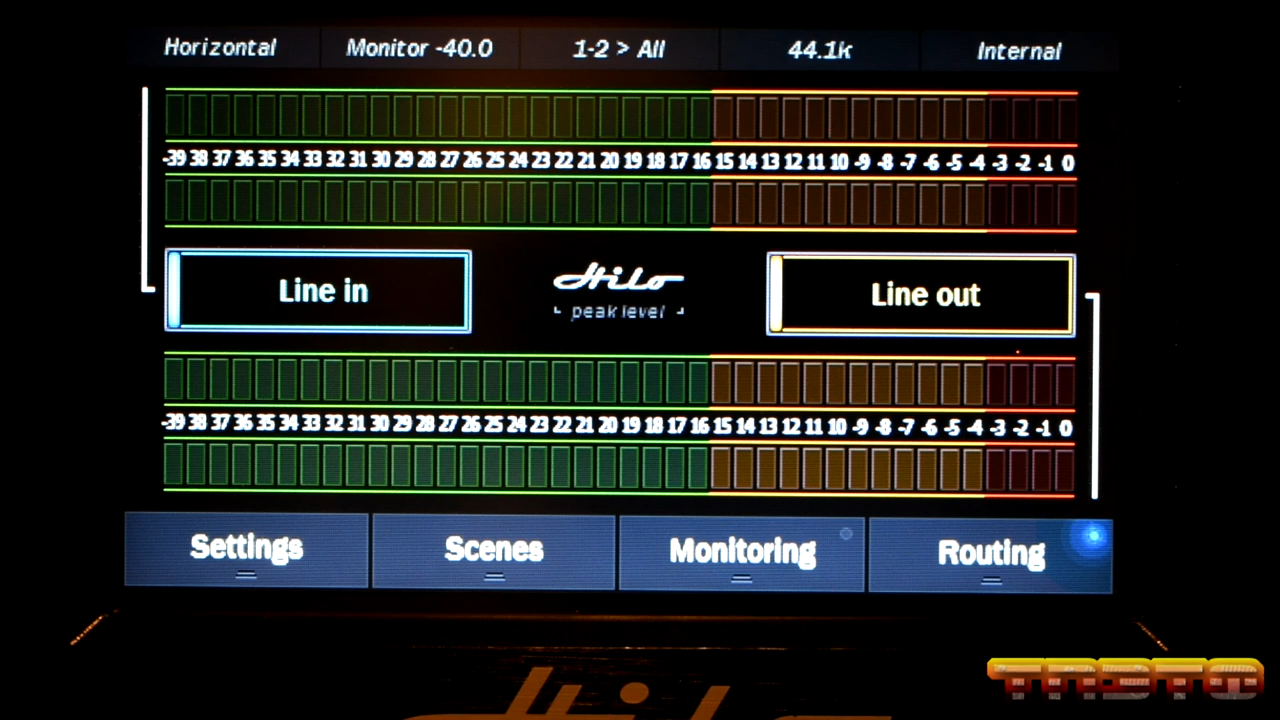 Horizontal Monitor -40.0 1-2 > All 44.1k Internal
-39 38 37 36 35 34 33 32 31 30 29 28 27 26 25 24 23 22 21 20 19 18 17 16 15 14 13 12 11 10 -9 -8 -7 -6 -5 -4 -3 -2 -1 0
Line in Hilo Line out
peak level
-39 38 37 36 35 34 33 32 31 30 29 28 27 26 25 24 23 22 21 20 19 18 17 16 15 14 13 12 11 10 -9 -8 -7 -6 -5 -4 -3 -2 -1 0
Settings Scenes Monitoring Routing
Hilo